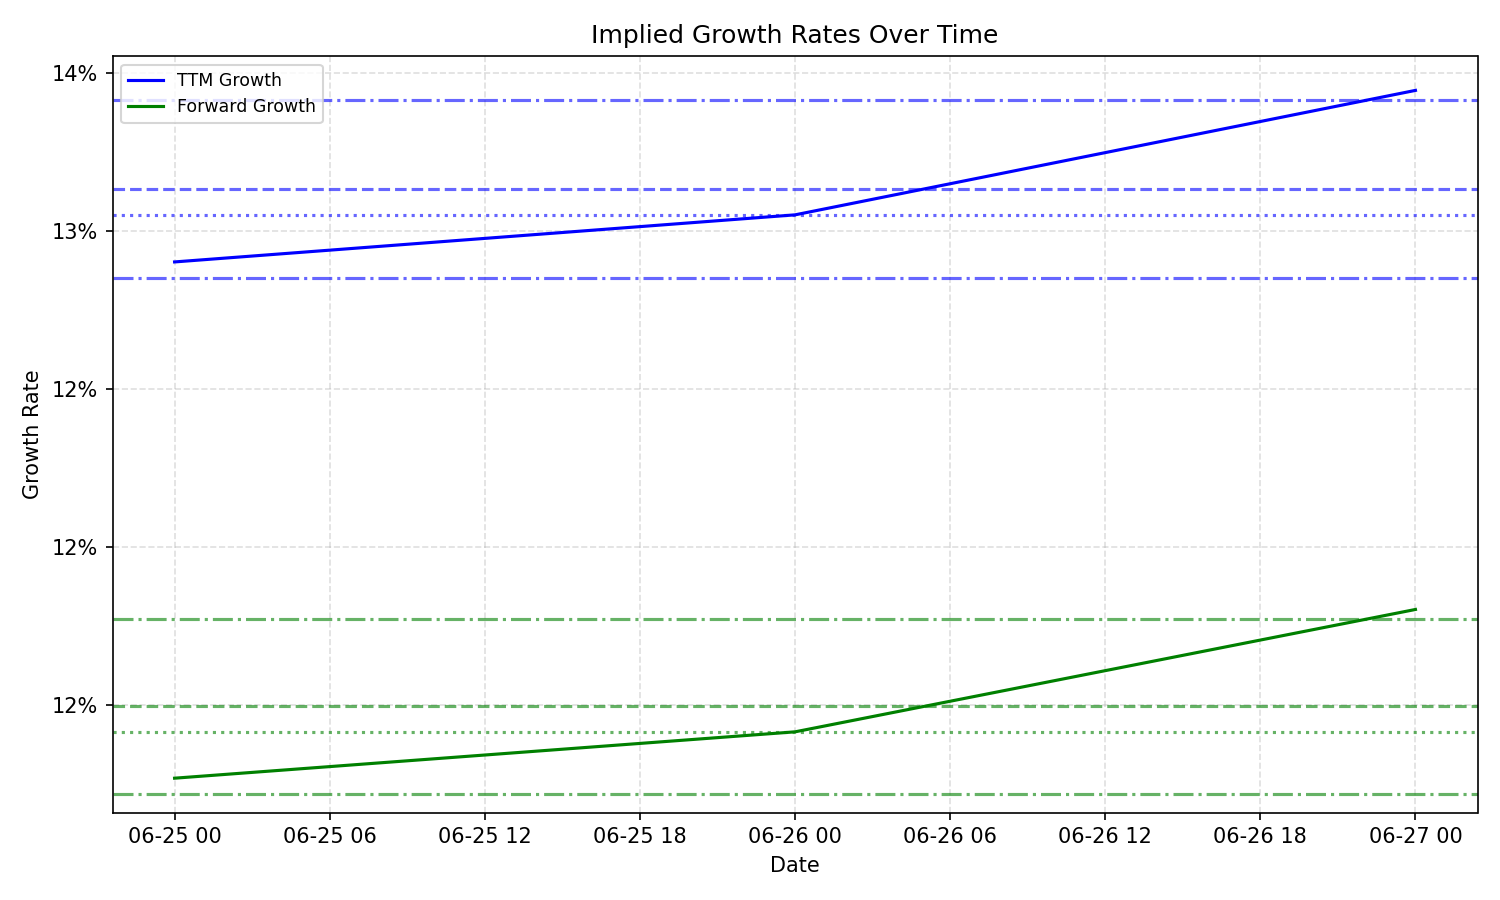 Implied Growth Rates Over Time
TTM Growth
Forward Growth
14%
13%
12%
12%
12%
Growth Rate
06-25 00
06-25 06
06-25 12
06-25 18
06-26 00
06-26 06
06-26 12
06-26 18
06-27 00
Date